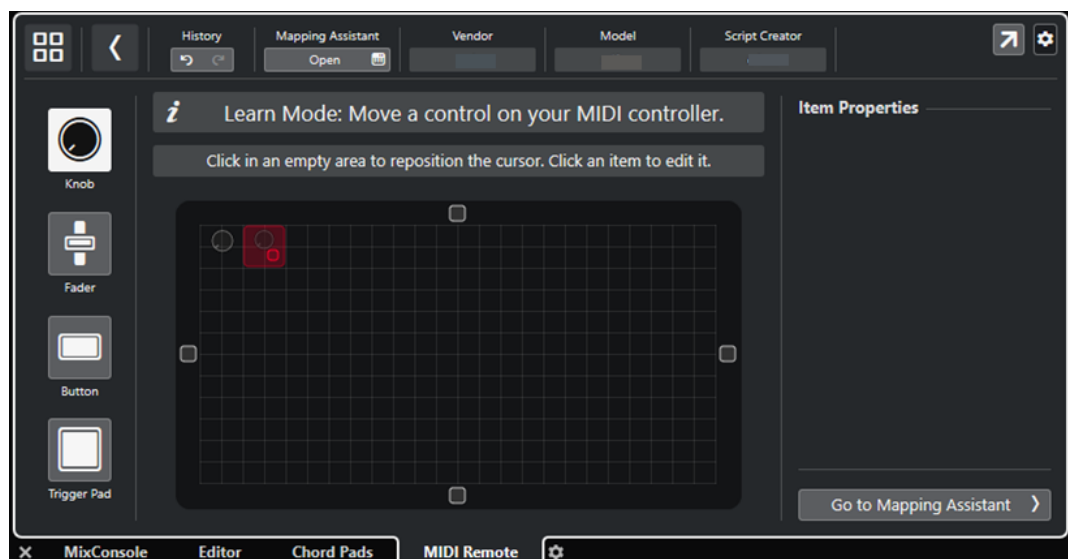 History
Mapping Assistant
Vendor
Model
Script Creator
Open
i Learn Mode: Move a control on your MIDI controller.
Item Properties
Click in an empty area to reposition the cursor. Click an item to edit it.
Knob
Fader
Button
Trigger Pad
Go to Mapping Assistant
MixConsole
Editor
Chord Pads
MIDI Remote